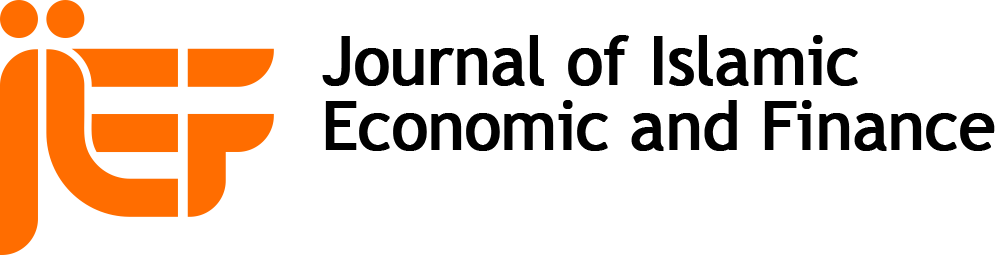 jiEF
Journal of Islamic
Economic and Finance